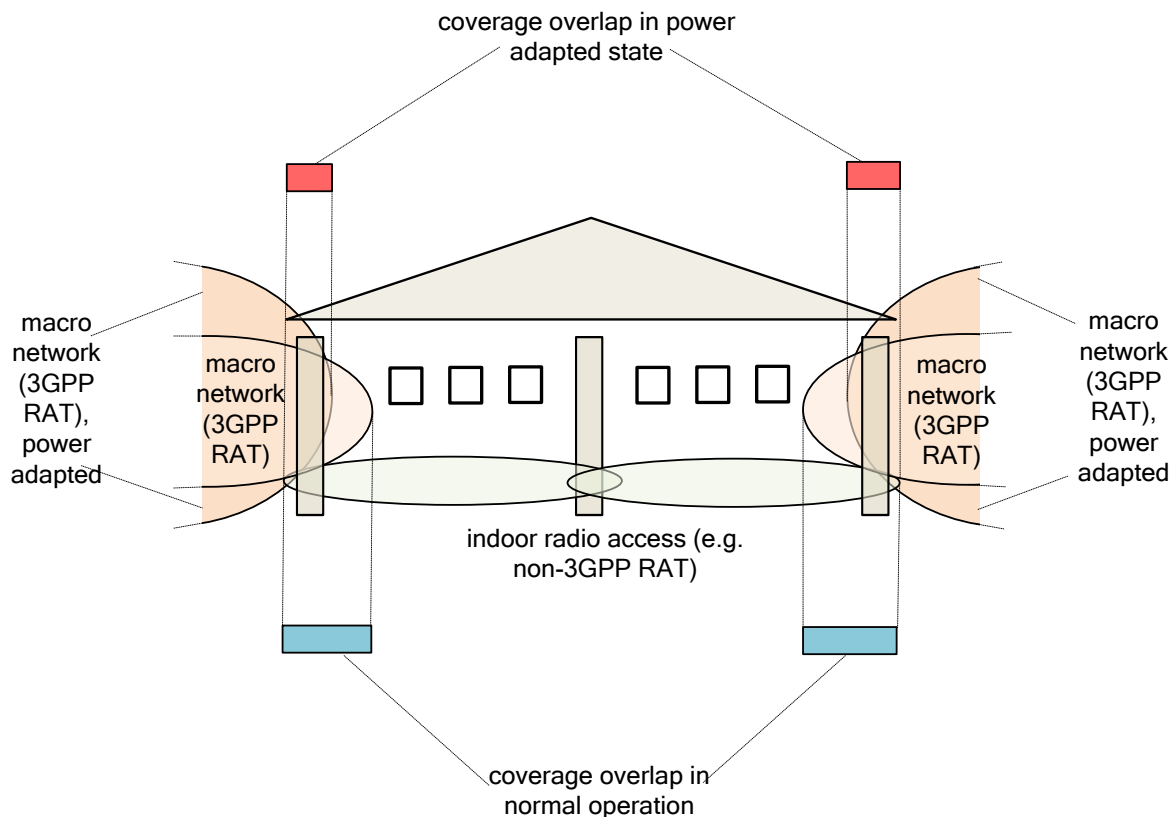 coverage overlap in power
adapted state
macro
network
(3GPP
RAT),
power
adapted
macro
network
(3GPP
RAT)
macro
network
(3GPP
RAT)
macro
network
(3GPP
RAT),
power
adapted
indoor radio access (e.g.
non-3GPP RAT)
coverage overlap in
normal operation